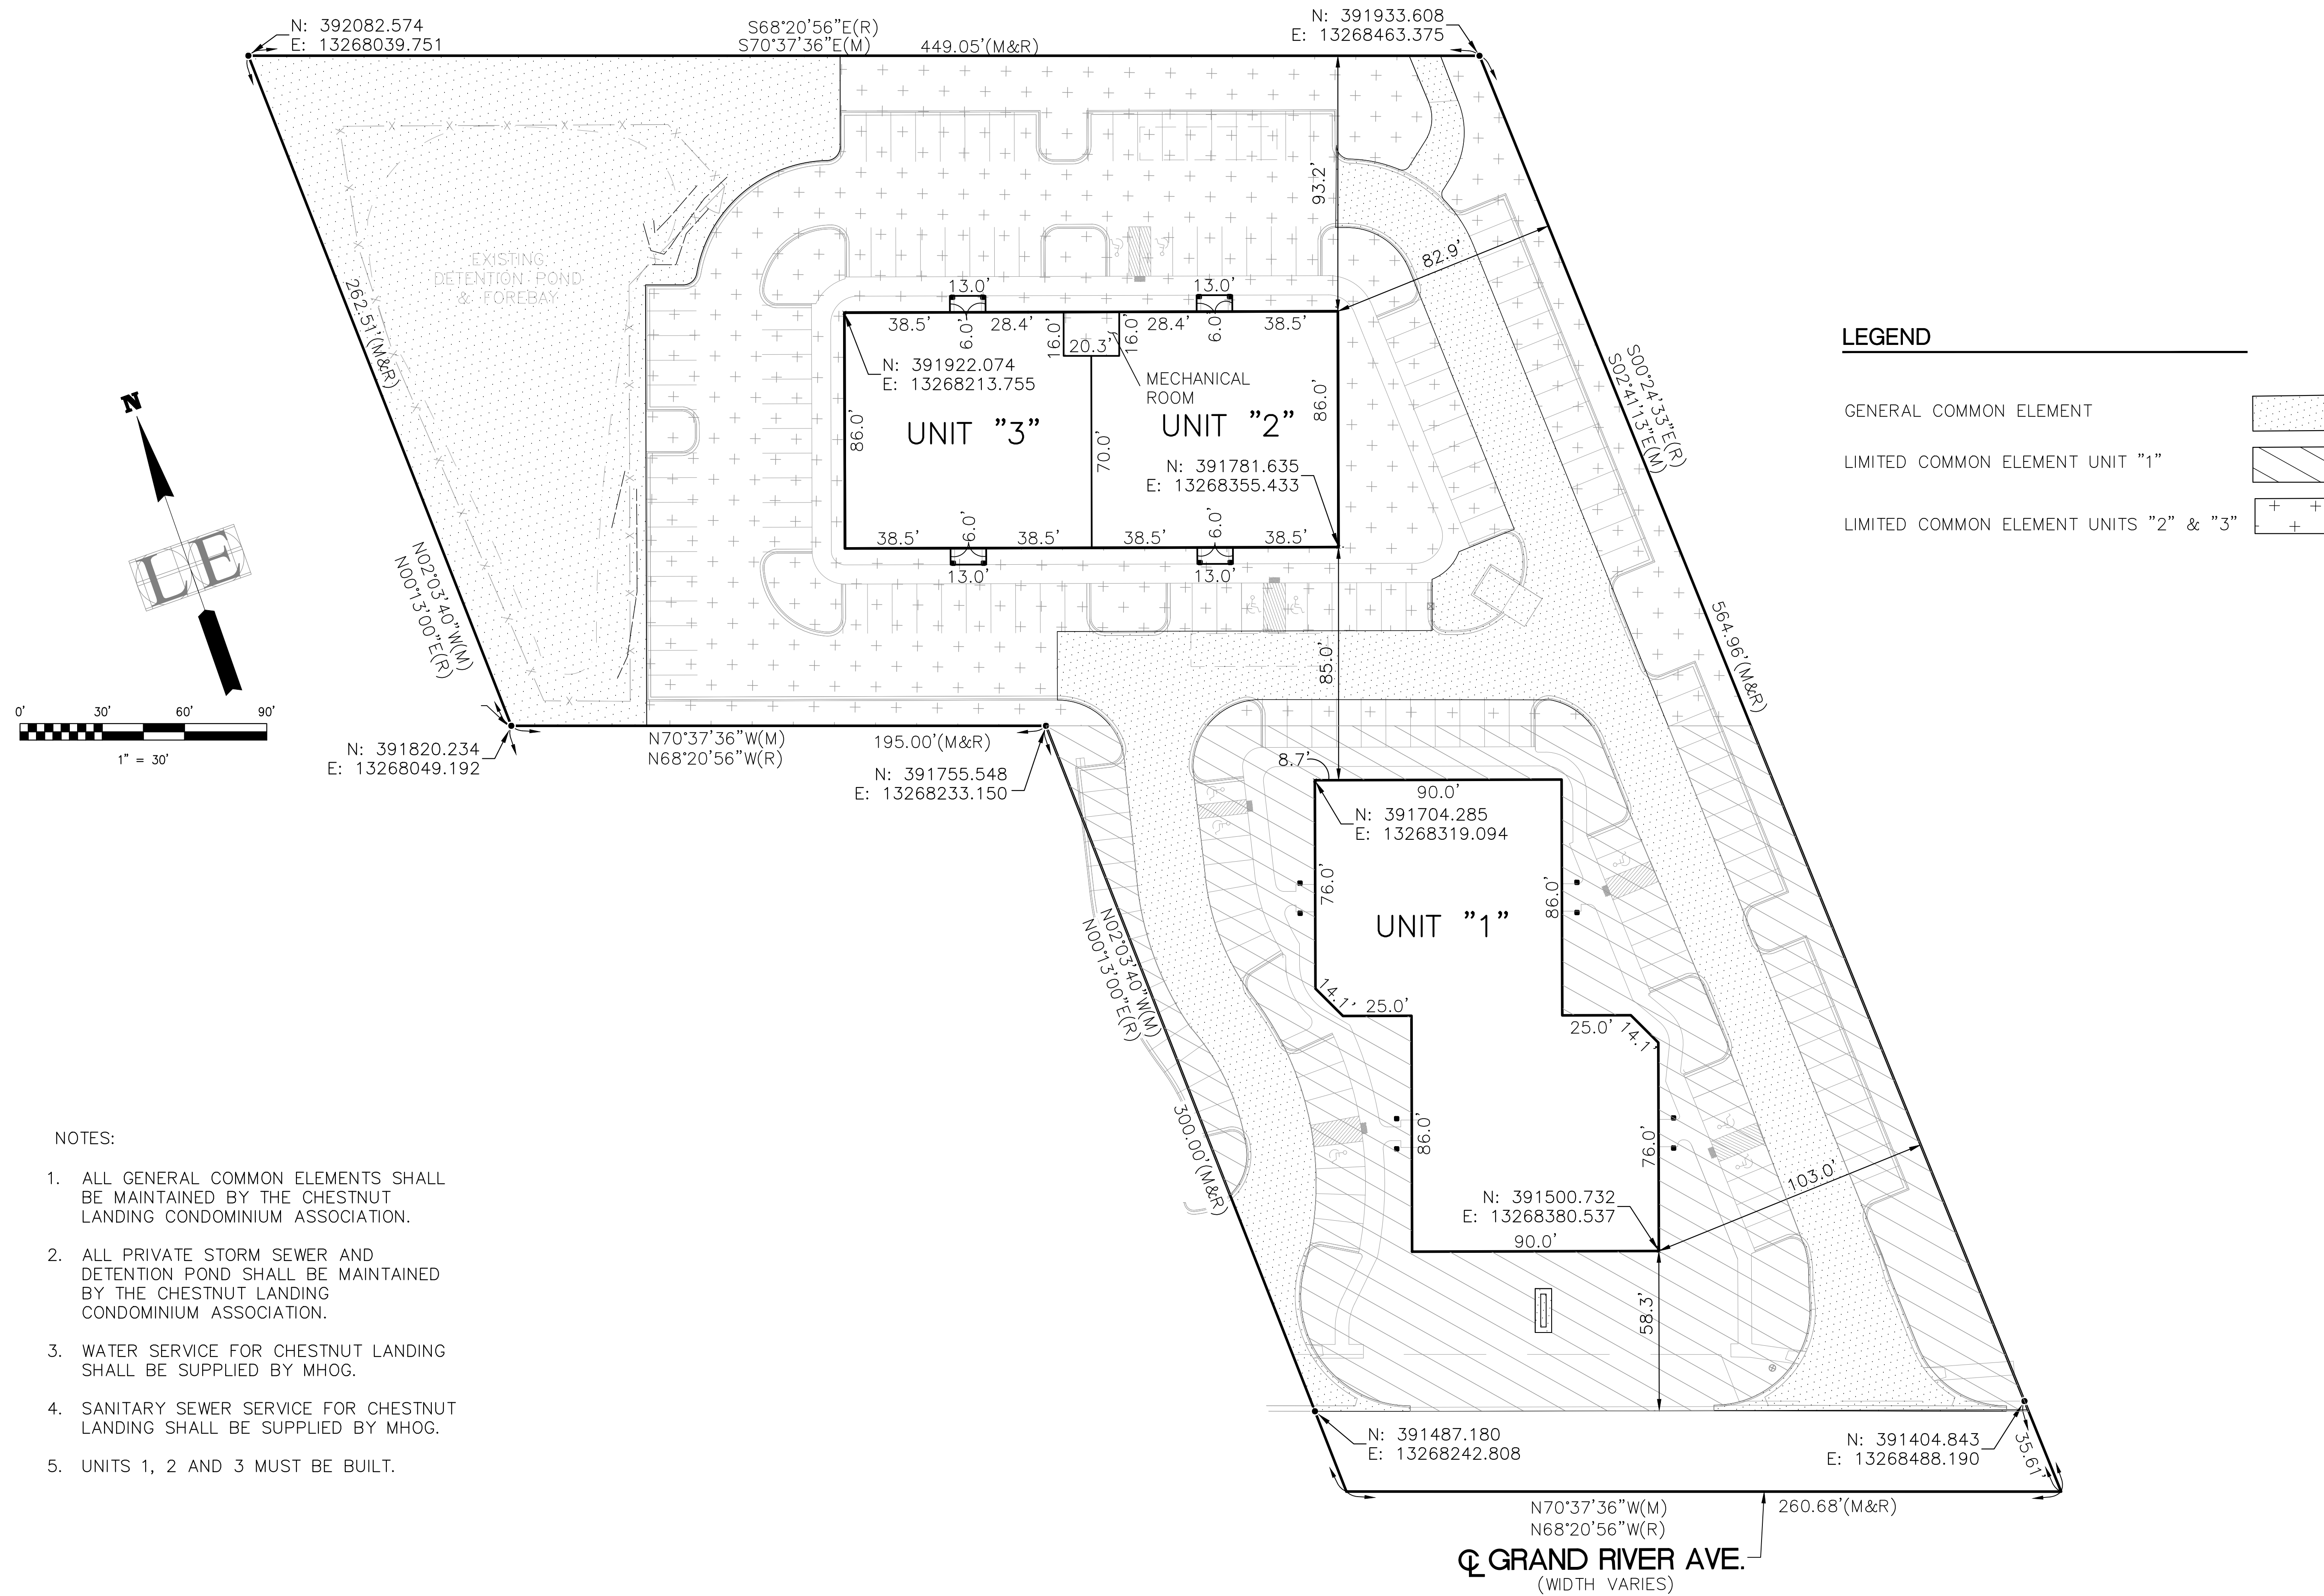 N: 392082.574
E: 13268039.751
S68°20'56"E(R)
S70°37'36"E(M)
449.05'(M&R)
N: 391933.608
E: 13268463.375
93.2'
82.9'
EXISTING
DETENTION POND
& FOREBAY
262.51'(M&R)
N02°03'40"W(M)
N00°13'00"E(R)
13.0'
13.0'
38.5'
6.0'
28.4'
16.0'
20.3'
16.0'
28.4'
6.0'
38.5'
N: 391922.074
E: 13268213.755
MECHANICAL
ROOM
86.0'
UNIT "3"
UNIT "2"
86.0'
70.0'
N: 391781.635
E: 13268355.433
38.5'
6.0'
38.5'
38.5'
6.0'
38.5'
13.0'
13.0'
S00°24'33"E(R)
S02°41'13"E(M)
564.96'(M&R)
LEGEND
GENERAL COMMON ELEMENT
LIMITED COMMON ELEMENT UNIT "1"
LIMITED COMMON ELEMENT UNITS "2" & "3"
N
LE
0' 30' 60' 90'
1" = 30'
N: 391820.234
E: 13268049.192
N70°37'36"W(M)
N68°20'56"W(R)
195.00'(M&R)
N: 391755.548
E: 13268233.150
85.0'
8.7'
90.0'
N: 391704.285
E: 13268319.094
76.0'
86.0'
UNIT "1"
14.1'
25.0'
25.0'
14.1'
N02°03'40"W(M)
N00°13'00"E(R)
300.00'(M&R)
86.0'
76.0'
103.0'
N: 391500.732
E: 13268380.537
90.0'
58.3'
NOTES:
1. ALL GENERAL COMMON ELEMENTS SHALL
BE MAINTAINED BY THE CHESTNUT
LANDING CONDOMINIUM ASSOCIATION.
2. ALL PRIVATE STORM SEWER AND
DETENTION POND SHALL BE MAINTAINED
BY THE CHESTNUT LANDING
CONDOMINIUM ASSOCIATION.
3. WATER SERVICE FOR CHESTNUT LANDING
SHALL BE SUPPLIED BY MHOG.
4. SANITARY SEWER SERVICE FOR CHESTNUT
LANDING SHALL BE SUPPLIED BY MHOG.
5. UNITS 1, 2 AND 3 MUST BE BUILT.
N: 391487.180
E: 13268242.808
N: 391404.843
E: 13268488.190
35.61'
N70°37'36"W(M)
N68°20'56"W(R)
260.68'(M&R)
℄ GRAND RIVER AVE.
(WIDTH VARIES)